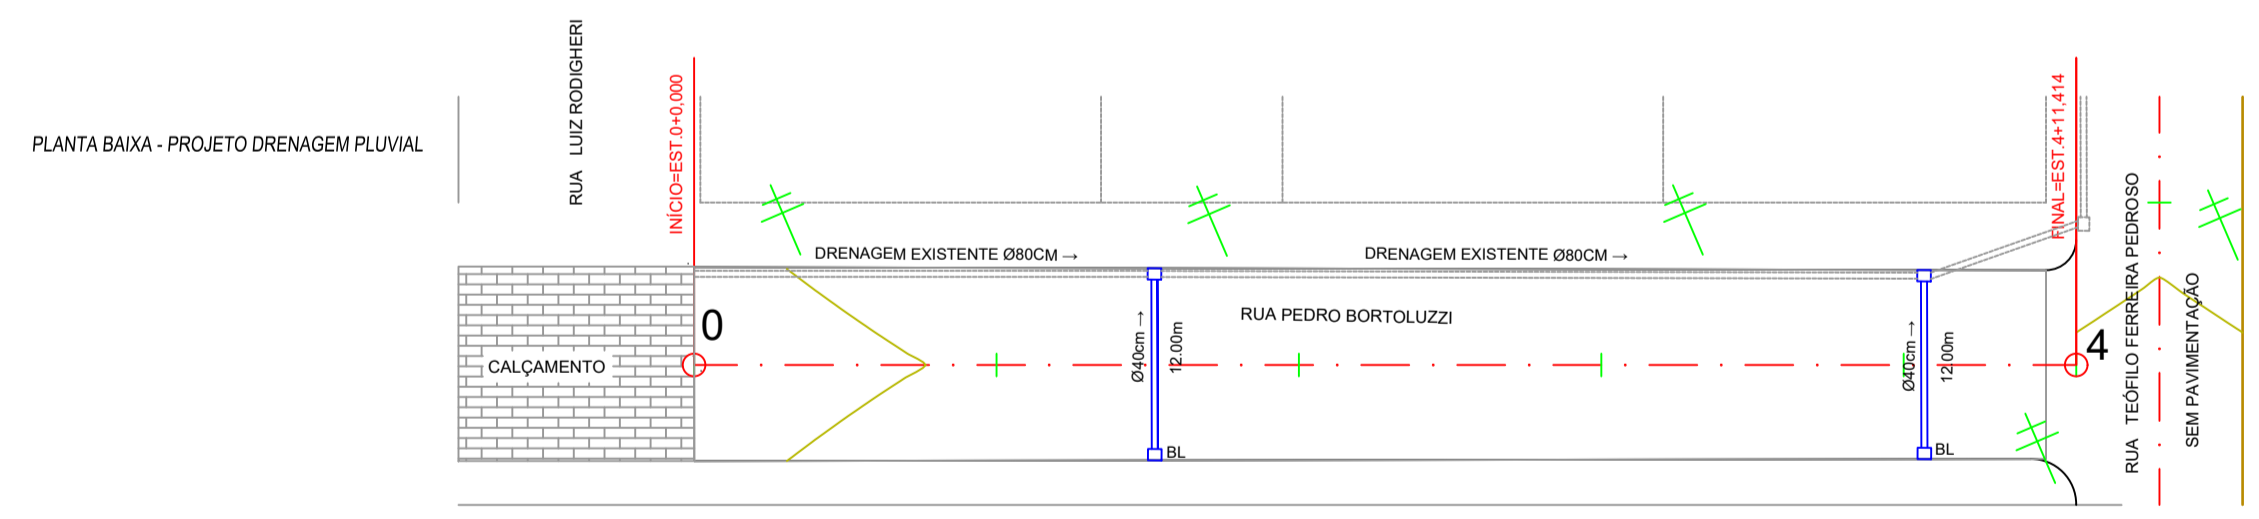 PLANTA BAIXA - PROJETO DRENAGEM PLUVIAL
RUA LUIZ RODIGHERI
INÍCIO=EST.0+0,000
FINAL=EST.4+11,414
DRENAGEM EXISTENTE Ø80CM →
DRENAGEM EXISTENTE Ø80CM →
RUA PEDRO BORTOLUZZI
CALÇAMENTO
0
Ø40cm →
12.00m
BL
Ø40cm →
12.00m
BL
4
RUA TEÓFILO FERREIRA PEDROSO
SEM PAVIMENTAÇÃO